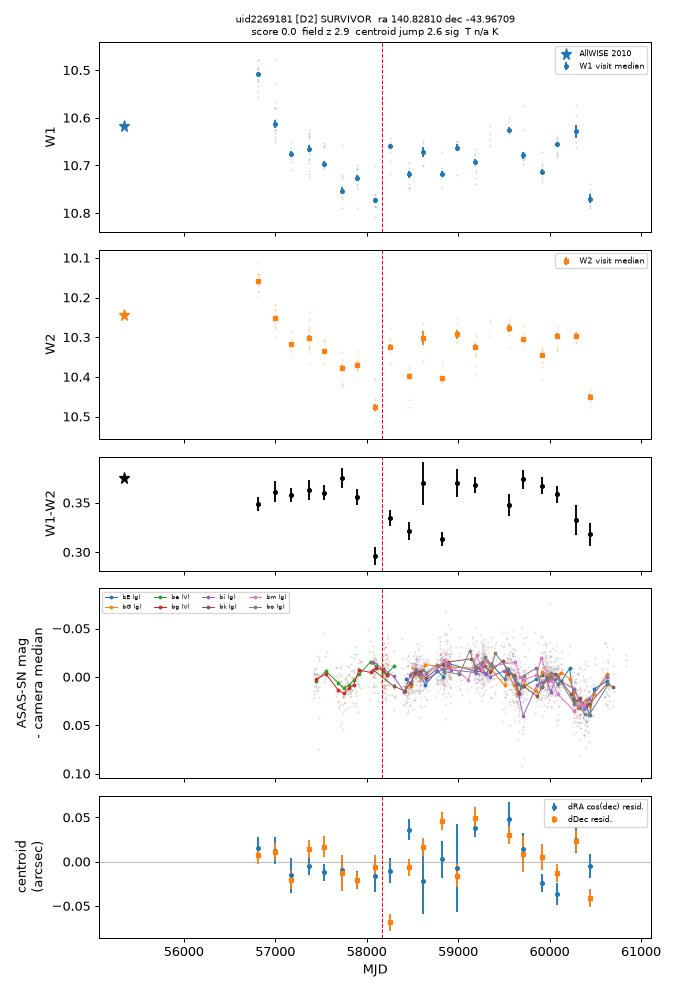 uid2269181 [D2] SURVIVOR ra 140.82810 dec -43.96709
score 0.0 field z 2.9 centroid jump 2.6 sig T n/a K
AllWISE 2010
W1 visit median
10.5
10.6
10.7
10.8
W1
W2 visit median
10.1
10.2
10.3
10.4
10.5
W2
0.35
0.30
W1-W2
bE (g)
bG (g)
ba (V)
bg (V)
bi (g)
bk (g)
bm (g)
bo (g)
−0.05
0.00
0.05
0.10
ASAS-SN mag
- camera median
dRA cos(dec) resid.
dDec resid.
0.05
0.00
−0.05
centroid
(arcsec)
56000
57000
58000
59000
60000
61000
MJD